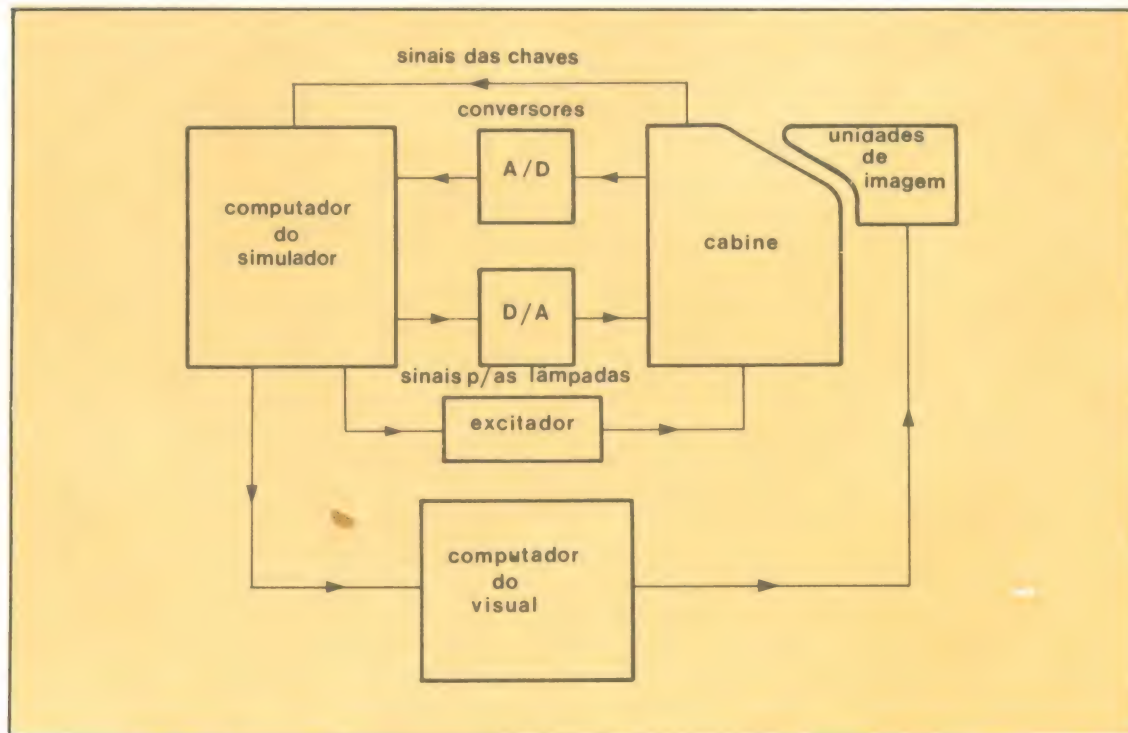 sinais das chaves
conversores
A/D
unidades
de
imagem
computador
do
simulador
cabine
D/A
sinais p/as lâmpadas
excitador
computador
do
visual